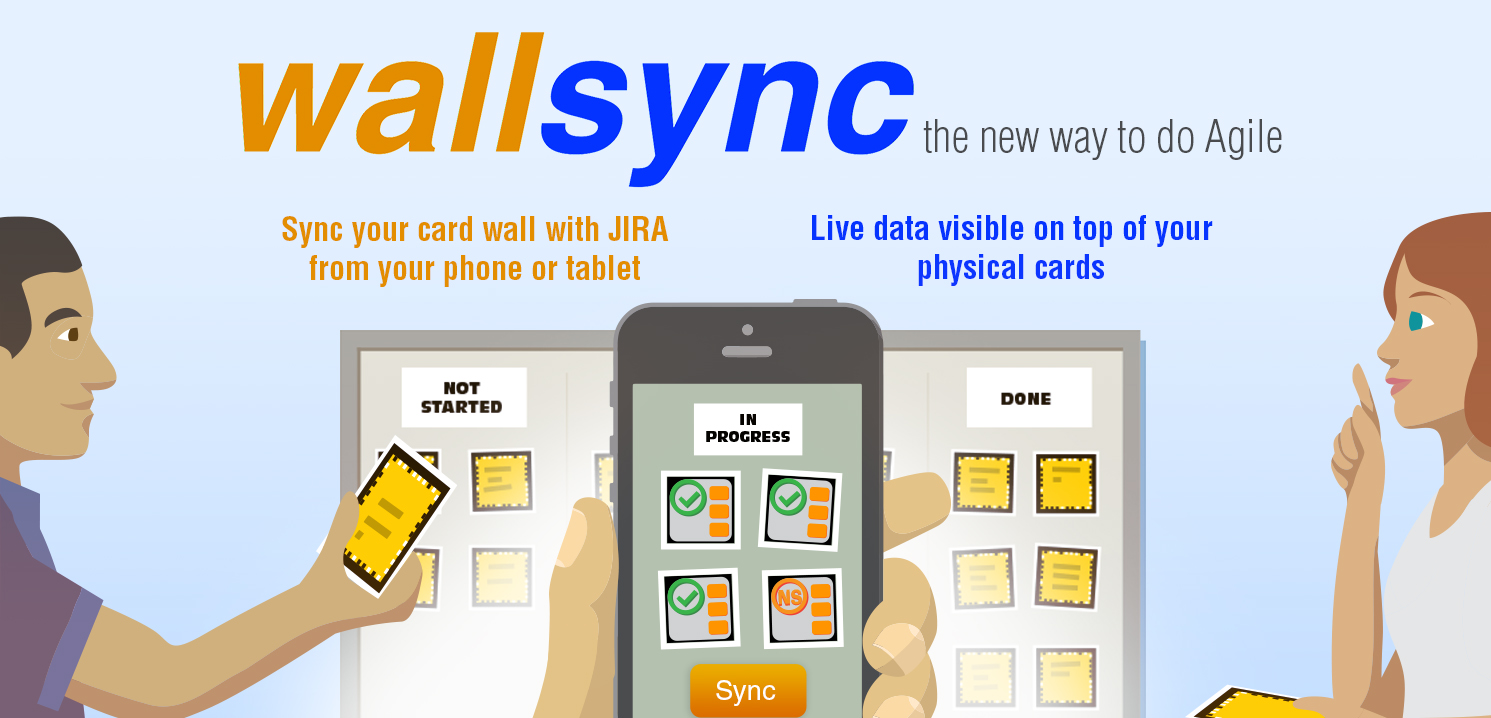 wallsync the new way to do Agile
Sync your card wall with JIRA
from your phone or tablet
Live data visible on top of your
physical cards
NOT
STARTED
IN
PROGRESS
DONE
NS
Sync